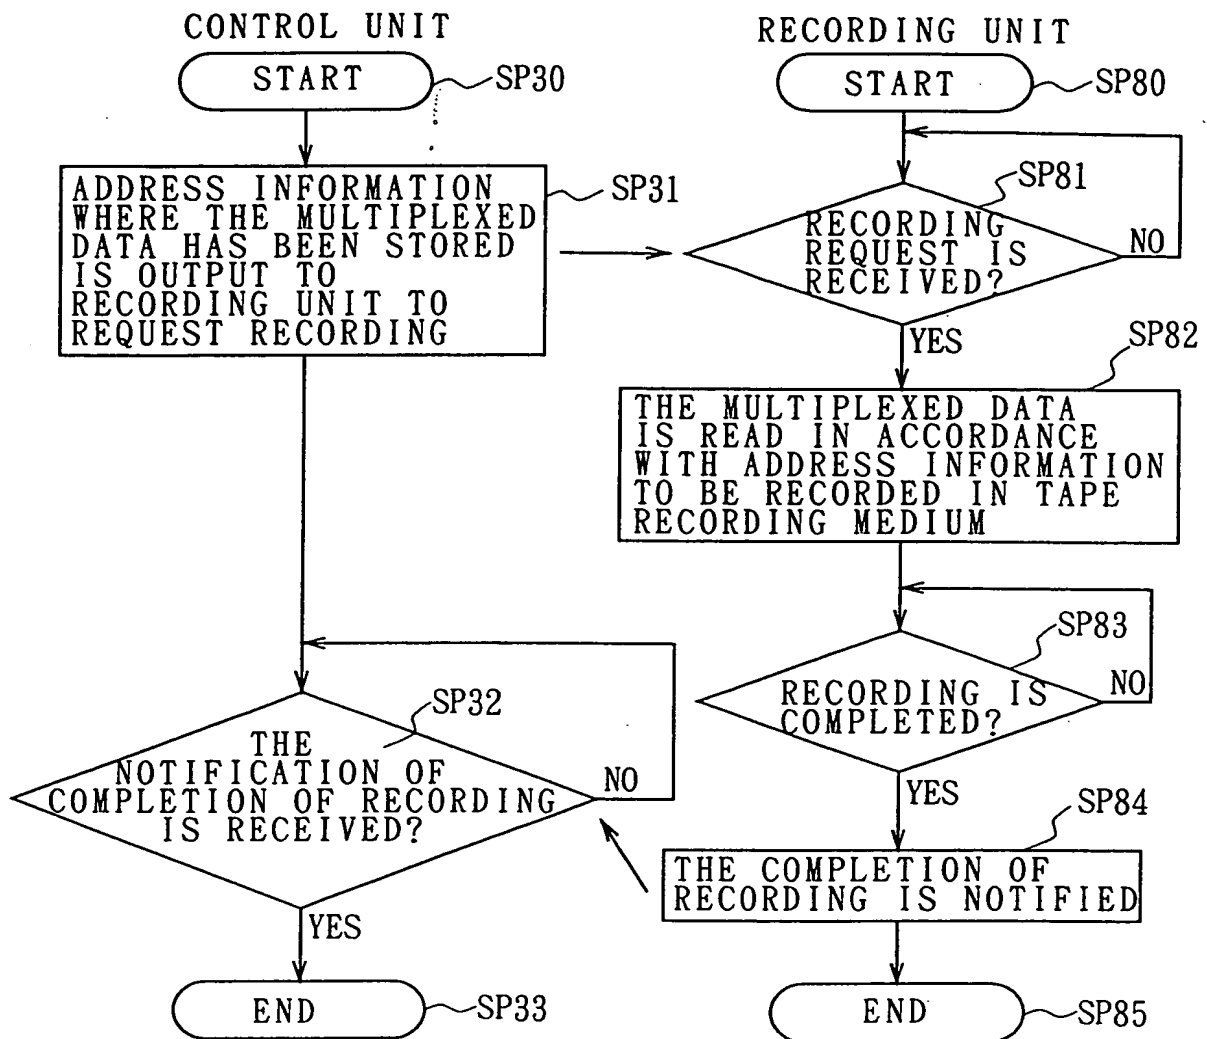 CONTROL UNIT
START
SP30
ADDRESS INFORMATION
WHERE THE MULTIPLEXED
DATA HAS BEEN STORED
IS OUTPUT TO
RECORDING UNIT TO
REQUEST RECORDING
SP31
SP32
THE
NOTIFICATION OF
COMPLETION OF RECORDING
IS RECEIVED?
NO
YES
END
SP33
RECORDING UNIT
START
SP80
SP81
RECORDING
REQUEST IS
RECEIVED?
NO
YES
SP82
THE MULTIPLEXED DATA
IS READ IN ACCORDANCE
WITH ADDRESS INFORMATION
TO BE RECORDED IN TAPE
RECORDING MEDIUM
SP83
RECORDING IS
COMPLETED?
NO
YES
SP84
THE COMPLETION OF
RECORDING IS NOTIFIED
END
SP85